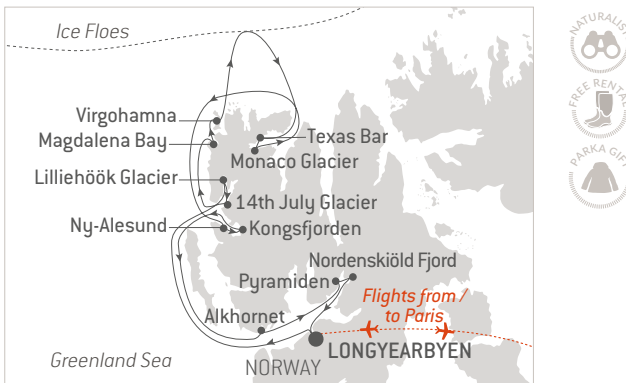 Ice Floes
Virgohamna
Magdalena Bay
Lilliehöök Glacier
Texas Bar
Monaco Glacier
14th July Glacier
Ny-Alesund
Kongsfjorden
Nordenskiöld Fjord
Pyramiden
Flights from /
to Paris
Alkhornet
LONGYEARBYEN
NORWAY
Greenland Sea
NATURALIST
FREE RENTAL
PARKA GIFT